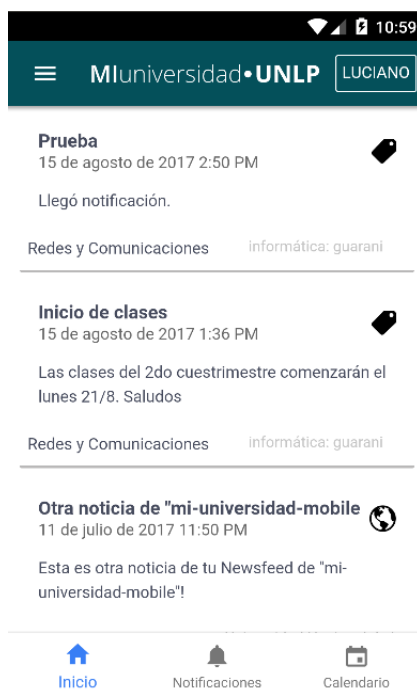 10:59
MIuniversidad•UNLP LUCIANO
Prueba
15 de agosto de 2017 2:50 PM
Llegó notificación.
Redes y Comunicaciones informática: guarani
Inicio de clases
15 de agosto de 2017 1:36 PM
Las clases del 2do cuestrimestre comenzarán el
lunes 21/8. Saludos
Redes y Comunicaciones informática: guarani
Otra noticia de "mi-universidad-mobile
11 de julio de 2017 11:50 PM
Esta es otra noticia de tu Newsfeed de "mi-
universidad-mobile"!
Inicio Notificaciones Calendario